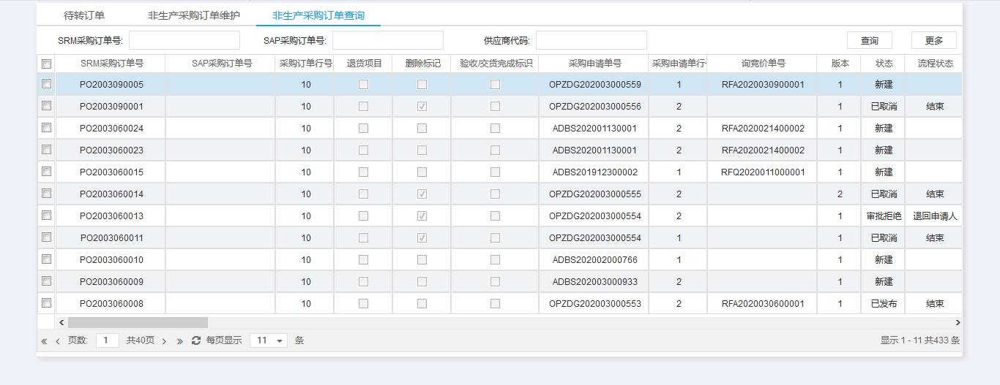 待转订单 非生产采购订单维护 非生产采购订单查询
SRM采购订单号: SAP采购订单号: 供应商代码: 查询 更多
SRM采购订单号 SAP采购订单号 采购订单行号 退货项目 删除标记 验收/交货完成标识 采购申请单号 采购申请单行 询竞价单号 版本 状态 流程状态
PO2003090005 10 OPZDG202003000559 1 RFA2020030900001 1 新建
PO2003090001 10 OPZDG202003000556 2 1 已取消 结束
PO2003060024 10 ADBS202001130001 2 RFA2020021400002 1 新建
PO2003060023 10 ADBS202001130001 2 RFA2020021400002 1 新建
PO2003060015 10 ADBS201912300002 1 RFQ2020011000001 1 新建
PO2003060014 10 OPZDG202003000555 2 2 已取消 结束
PO2003060013 10 OPZDG202003000554 2 1 审批拒绝 退回申请人
PO2003060011 10 OPZDG202003000554 1 1 已取消 结束
PO2003060010 10 ADBS202002000766 1 1 新建
PO2003060009 10 ADBS202003000933 2 1 新建
PO2003060008 10 OPZDG202003000553 2 RFA2020030600001 1 已发布 结束
页数: 1 共40页 每页显示 11 条 显示 1 - 11 共433 条